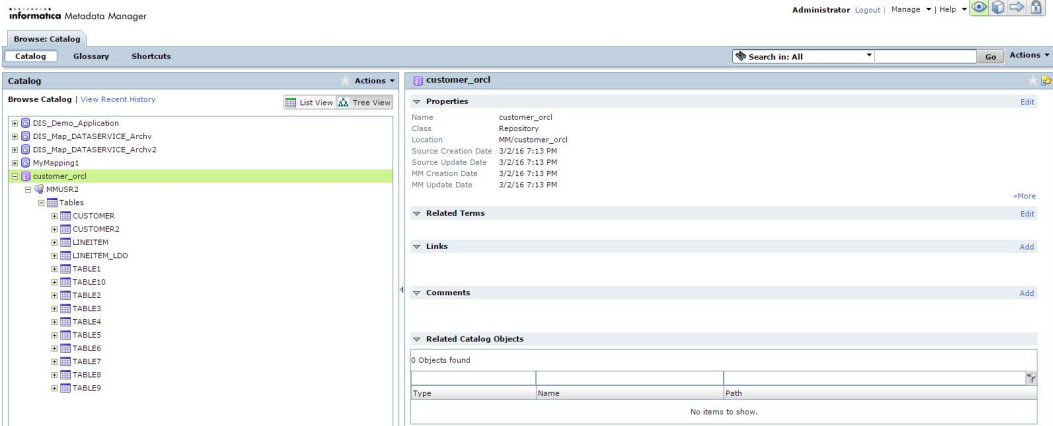 Administrator Logout | Manage | Help
informatica Metadata Manager
Browse: Catalog
Catalog Glossary Shortcuts
Search in: All Go Actions
Catalog Actions
Browse Catalog | View Recent History
List View Tree View
DIS_Demo_Application
DIS_Map_DATASERVICE_Archv
DIS_Map_DATASERVICE_Archv2
MyMapping1
customer_orcl
MMUSR2
Tables
CUSTOMER
CUSTOMER2
LINEITEM
LINEITEM_LDO
TABLE1
TABLE10
TABLE2
TABLE3
TABLE4
TABLE5
TABLE6
TABLE7
TABLE8
TABLE9
customer_orcl
Properties Edit
Name customer_orcl
Class Repository
Location MM/customer_orcl
Source Creation Date 3/2/16 7:13 PM
Source Update Date 3/2/16 7:13 PM
MM Creation Date 3/2/16 7:13 PM
MM Update Date 3/2/16 7:13 PM
»More
Related Terms Edit
Links Add
Comments Add
Related Catalog Objects
0 Objects found
Type Name Path
No items to show.